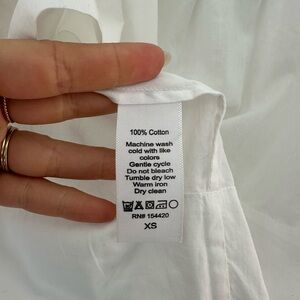 100% Cotton
Machine wash
cold with like
colors
Gentle cycle
Do not bleach
Tumble dry low
Warm iron
Dry clean
RN# 154420
XS